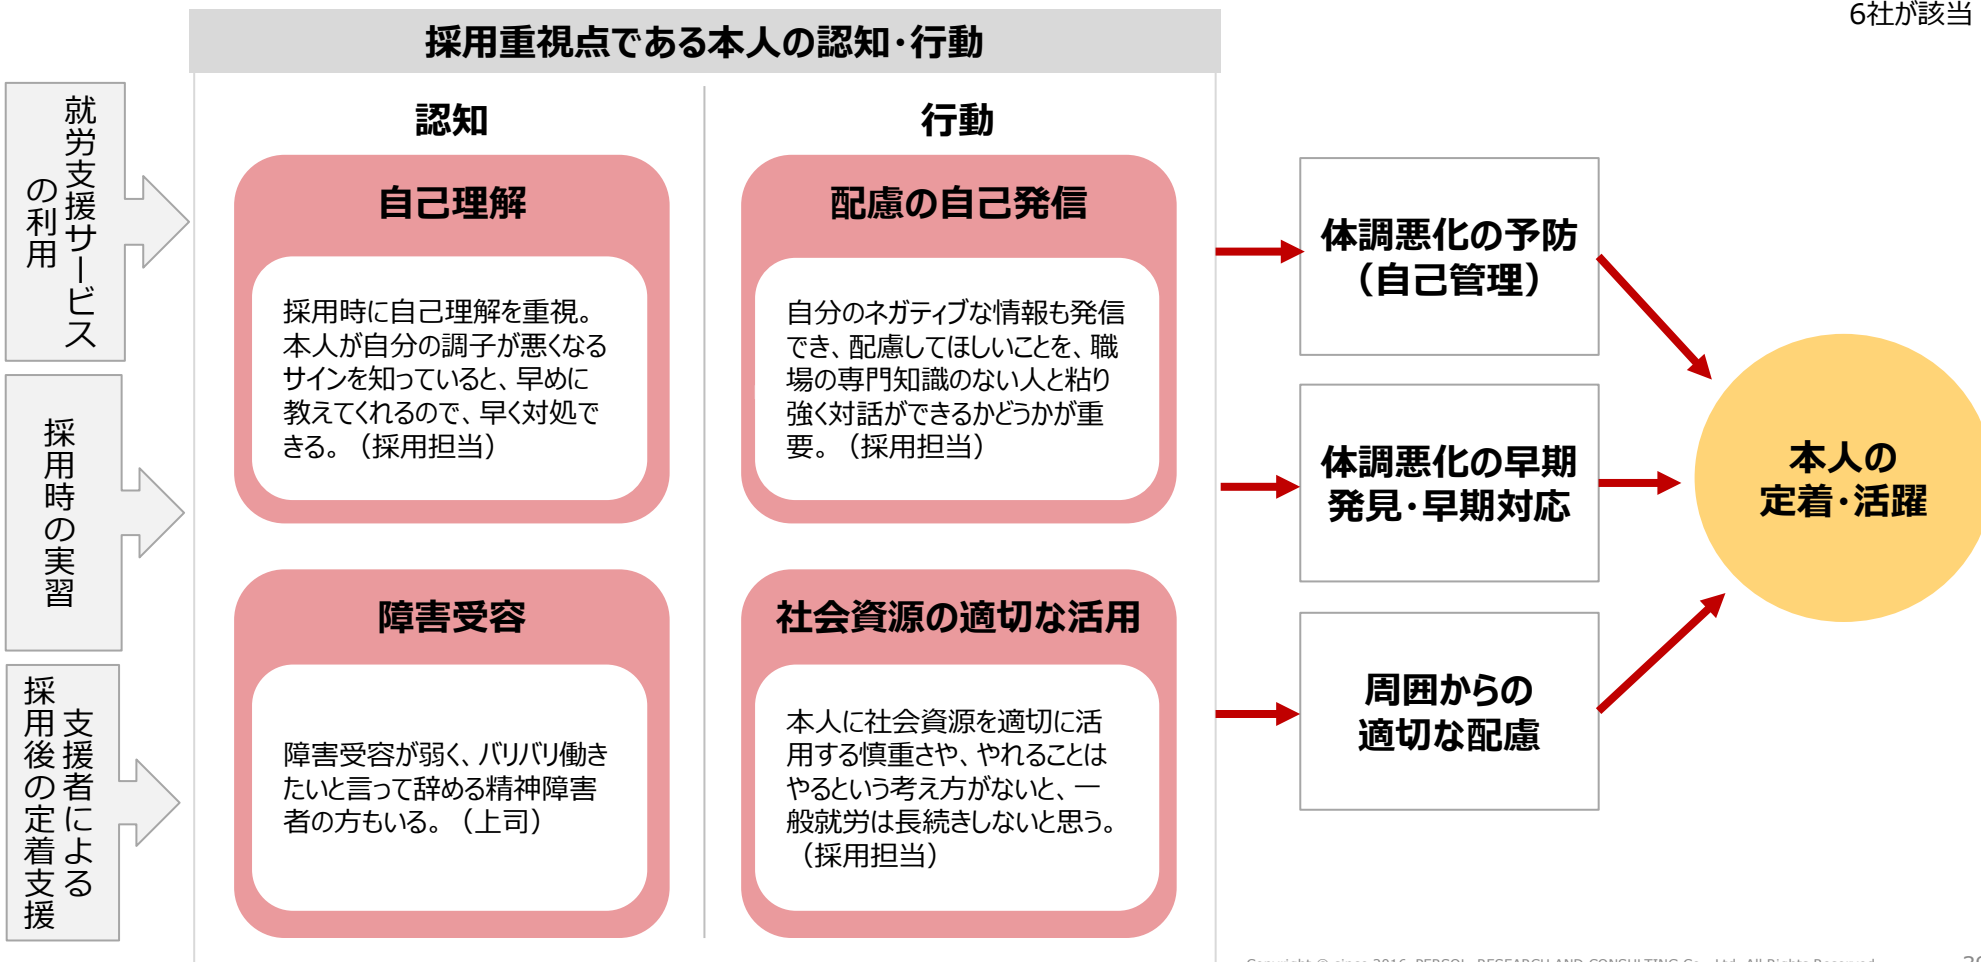 6社が該当
採用重視点である本人の認知・行動
就労支援サービス
の利用
採用時の実習
支援者による
採用後の定着支援
認知
行動
自己理解
採用時に自己理解を重視。
本人が自分の調子が悪くなる
サインを知っていると、早めに
教えてくれるので、早く対処で
きる。（採用担当）
配慮の自己発信
自分のネガティブな情報も発信
でき、配慮してほしいことを、職
場の専門知識のない人と粘り
強く対話ができるかどうかが重
要。（採用担当）
障害受容
障害受容が弱く、バリバリ働き
たいと言って辞める精神障害
者の方もいる。（上司）
社会資源の適切な活用
本人に社会資源を適切に活
用する慎重さや、やれることは
やるという考え方がないと、一
般就労は長続きしないと思う。
（採用担当）
体調悪化の予防
（自己管理）
体調悪化の早期
発見・早期対応
周囲からの
適切な配慮
本人の
定着・活躍